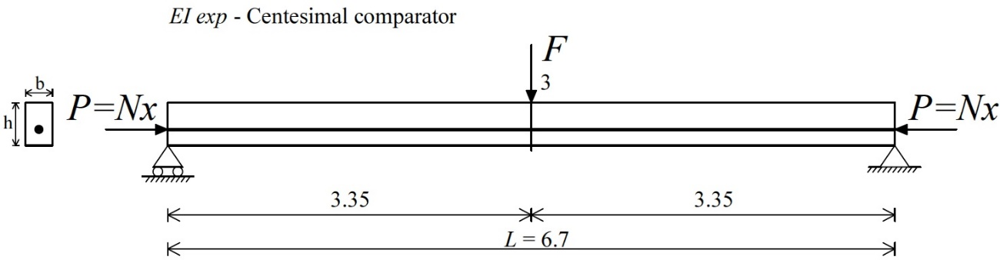 EI exp - Centesimal comparator
F
3
b
h
P=Nx
P=Nx
3.35
3.35
L = 6.7